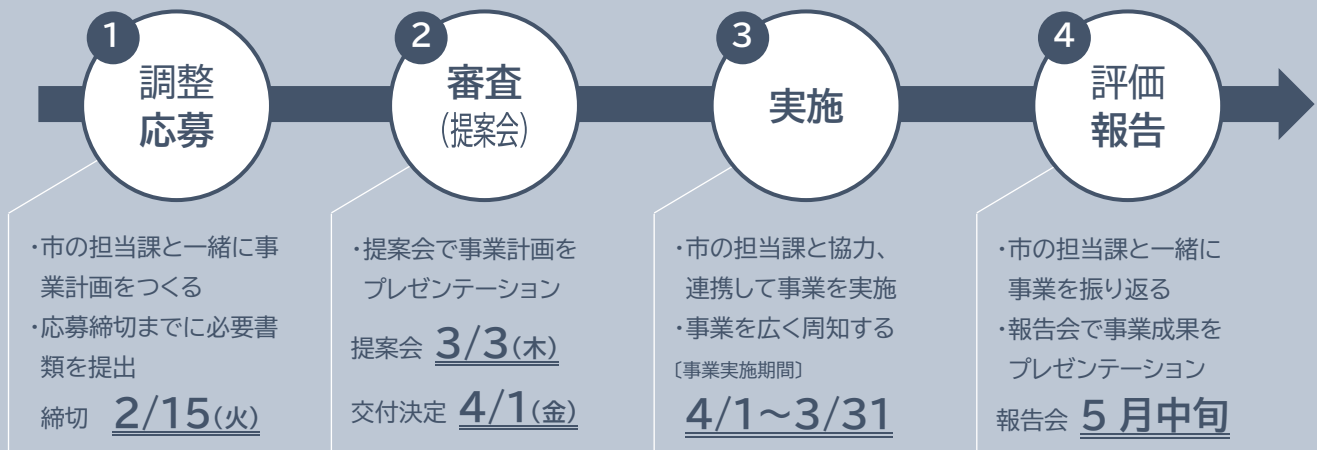 1
調整
応募
・市の担当課と一緒に事
業計画をつくる
・応募締切までに必要書
類を提出
締切 2/15(火)
2
審査
(提案会)
・提案会で事業計画を
プレゼンテーション
提案会 3/3(木)
交付決定 4/1(金)
3
実施
・市の担当課と協力、
連携して事業を実施
・事業を広く周知する
〔事業実施期間〕
4/1～3/31
4
評価
報告
・市の担当課と一緒に
事業を振り返る
・報告会で事業成果を
プレゼンテーション
報告会 5 月中旬